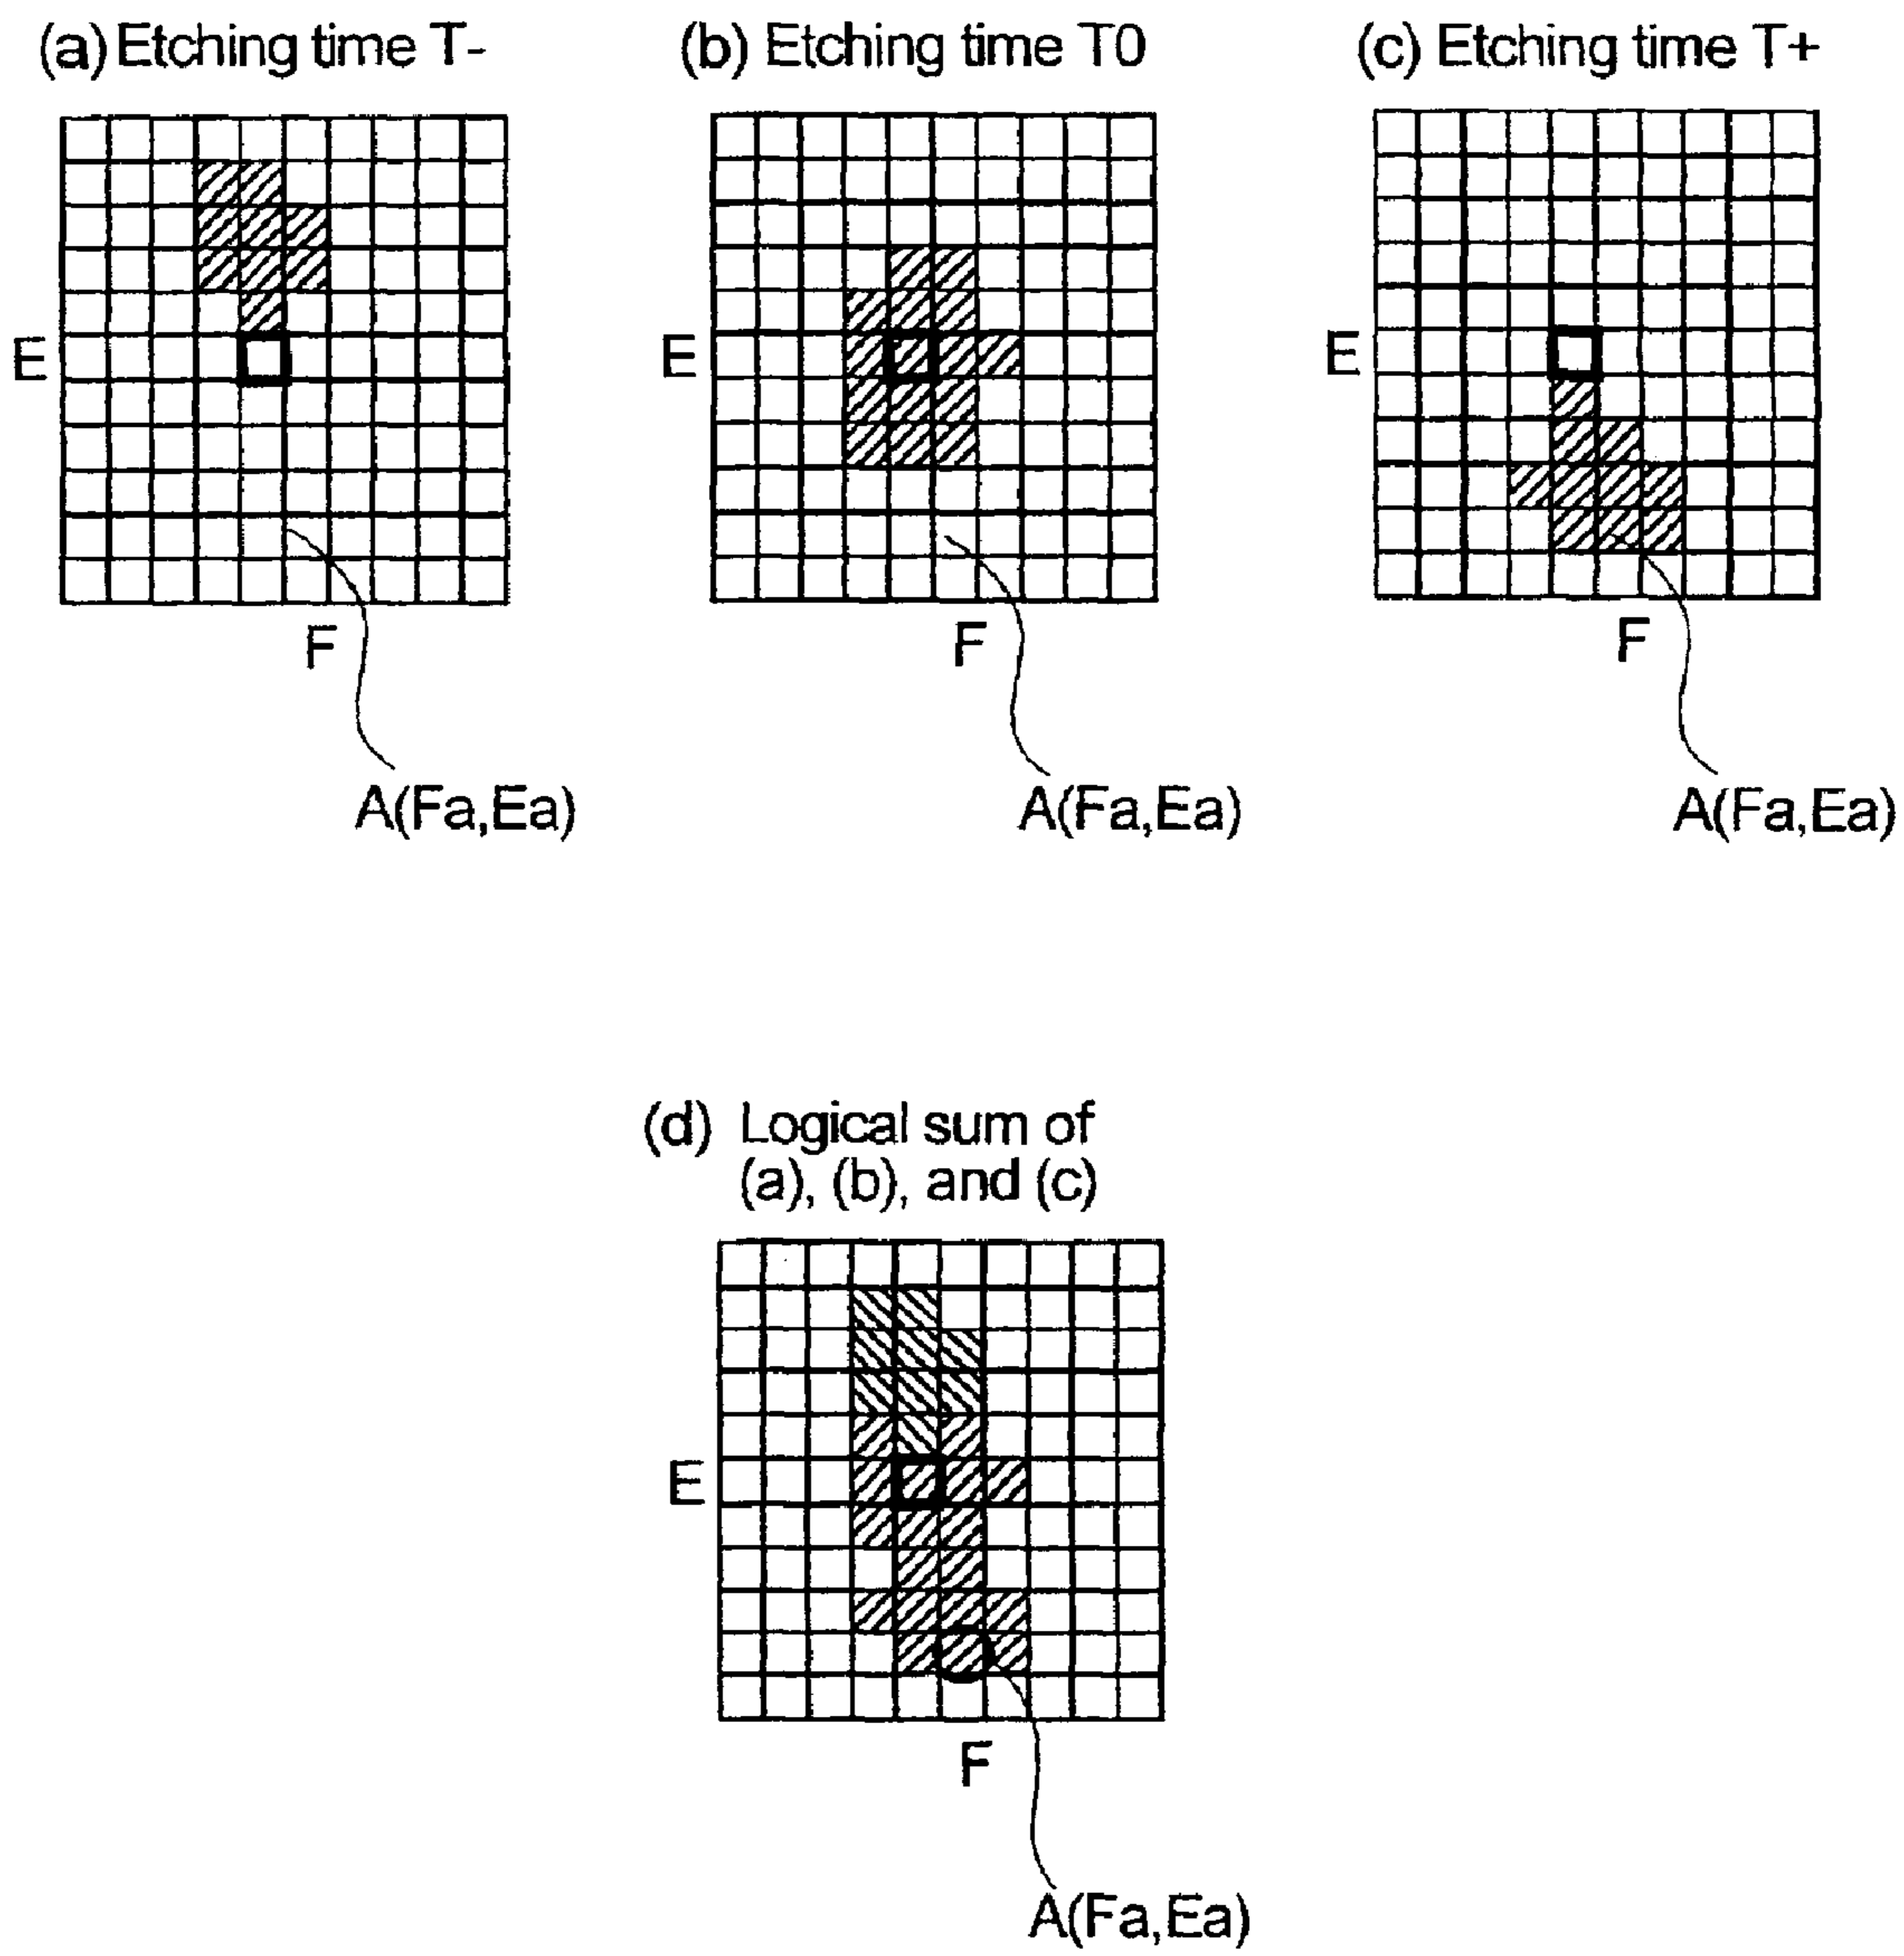 (a) Etching time T-
(b) Etching time T0
(c) Etching time T+
E
E
E
F
F
F
A(Fa,Ea)
A(Fa,Ea)
A(Fa,Ea)
(d) Logical sum of
(a), (b), and (c)
E
F
A(Fa,Ea)